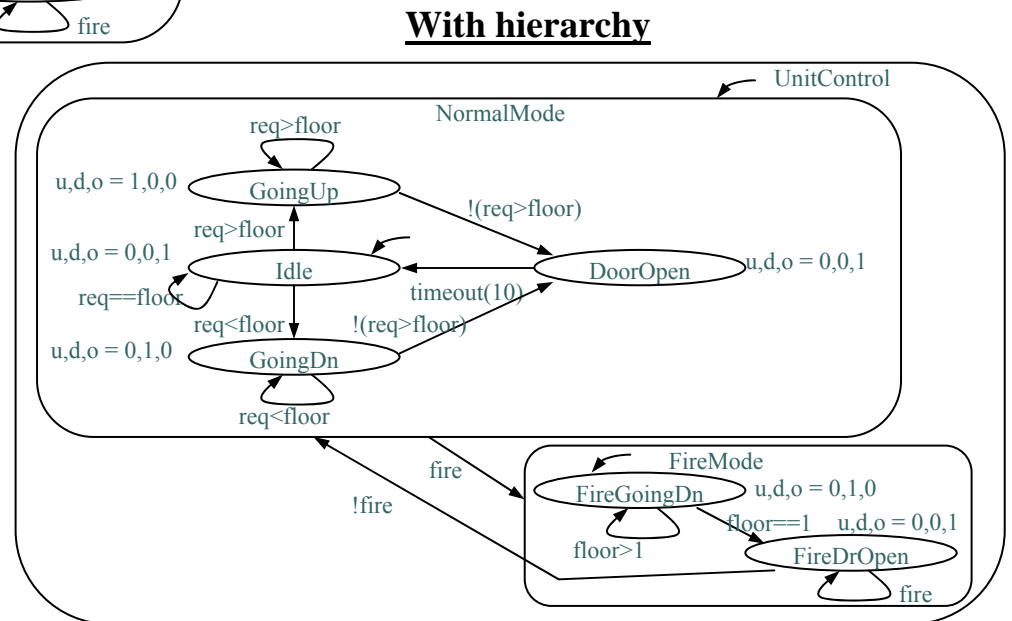 fire
With hierarchy
UnitControl
NormalMode
req>floor
u,d,o = 1,0,0
GoingUp
!(req>floor)
req>floor
u,d,o = 0,0,1
Idle
DoorOpen
u,d,o = 0,0,1
req==floor
timeout(10)
req<floor
!(req>floor)
u,d,o = 0,1,0
GoingDn
req<floor
fire
FireMode
!fire
FireGoingDn
u,d,o = 0,1,0
floor==1
u,d,o = 0,0,1
floor>1
FireDrOpen
fire